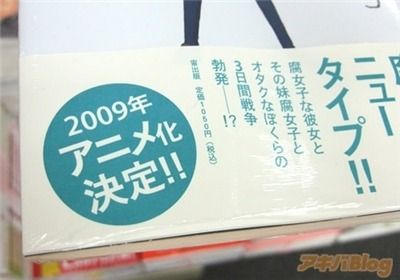 ニュー
タイプ!!
腐女子な彼女と
その妹腐女子と
オタクなぼくらの
3日間戦争
勃発――!?
宙出版 定価1050円(税込)
2009年
アニメ化
決定!!
アキバBlog